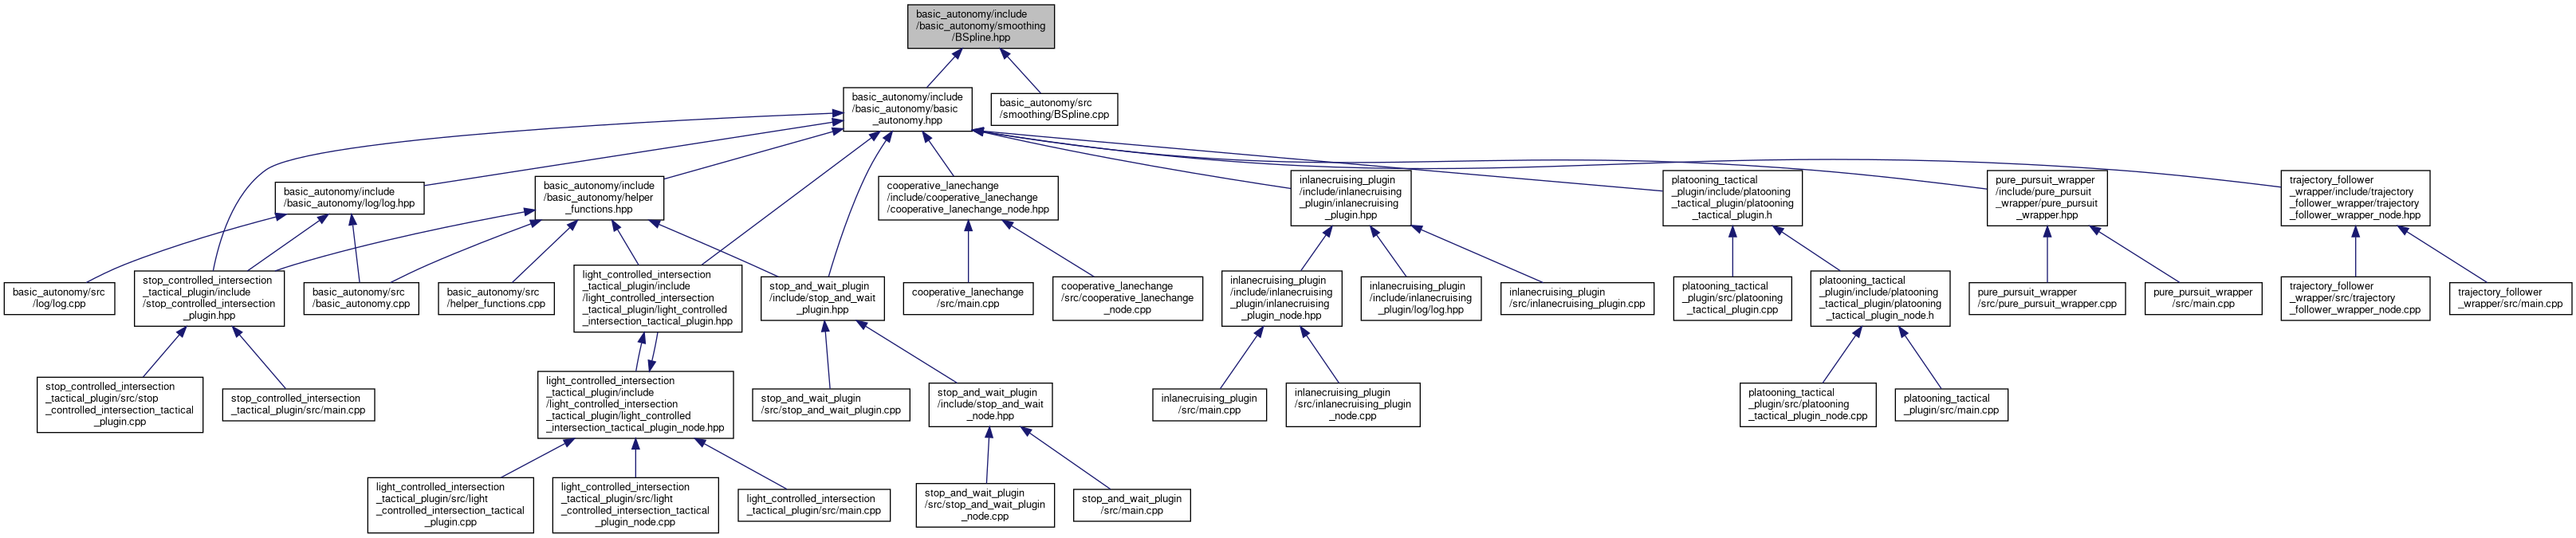 basic_autonomy/include
/basic_autonomy/smoothing
/BSpline.hpp
basic_autonomy/include
/basic_autonomy/basic
_autonomy.hpp
basic_autonomy/src
/smoothing/BSpline.cpp
basic_autonomy/include
/basic_autonomy/log/log.hpp
basic_autonomy/include
/basic_autonomy/helper
_functions.hpp
cooperative_lanechange
/include/cooperative_lanechange
/cooperative_lanechange_node.hpp
inlanecruising_plugin
/include/inlanecruising
_plugin/inlanecruising
_plugin.hpp
platooning_tactical
_plugin/include/platooning
_tactical_plugin/platooning
_tactical_plugin.h
pure_pursuit_wrapper
/include/pure_pursuit
_wrapper/pure_pursuit
_wrapper.hpp
trajectory_follower
_wrapper/include/trajectory
_follower_wrapper/trajectory
_follower_wrapper_node.hpp
basic_autonomy/src
/log/log.cpp
stop_controlled_intersection
_tactical_plugin/include
/stop_controlled_intersection
_plugin.hpp
basic_autonomy/src
/basic_autonomy.cpp
basic_autonomy/src
/helper_functions.cpp
light_controlled_intersection
_tactical_plugin/include
/light_controlled_intersection
_tactical_plugin/light_controlled
_intersection_tactical_plugin.hpp
stop_and_wait_plugin
/include/stop_and_wait
_plugin.hpp
cooperative_lanechange
/src/main.cpp
cooperative_lanechange
/src/cooperative_lanechange
_node.cpp
inlanecruising_plugin
/include/inlanecruising
_plugin/inlanecruising
_plugin_node.hpp
inlanecruising_plugin
/include/inlanecruising
_plugin/log/log.hpp
inlanecruising_plugin
/src/inlanecruising_plugin.cpp
platooning_tactical
_plugin/src/platooning
_tactical_plugin.cpp
platooning_tactical
_plugin/include/platooning
_tactical_plugin/platooning
_tactical_plugin_node.h
pure_pursuit_wrapper
/src/pure_pursuit_wrapper.cpp
pure_pursuit_wrapper
/src/main.cpp
trajectory_follower
_wrapper/src/trajectory
_follower_wrapper_node.cpp
trajectory_follower
_wrapper/src/main.cpp
stop_controlled_intersection
_tactical_plugin/src/stop
_controlled_intersection_tactical
_plugin.cpp
stop_controlled_intersection
_tactical_plugin/src/main.cpp
light_controlled_intersection
_tactical_plugin/include
/light_controlled_intersection
_tactical_plugin/light_controlled
_intersection_tactical_plugin_node.hpp
stop_and_wait_plugin
/src/stop_and_wait_plugin.cpp
stop_and_wait_plugin
/include/stop_and_wait
_node.hpp
inlanecruising_plugin
/src/main.cpp
inlanecruising_plugin
/src/inlanecruising_plugin
_node.cpp
platooning_tactical
_plugin/src/platooning
_tactical_plugin_node.cpp
platooning_tactical
_plugin/src/main.cpp
light_controlled_intersection
_tactical_plugin/src/light
_controlled_intersection_tactical
_plugin.cpp
light_controlled_intersection
_tactical_plugin/src/light
_controlled_intersection_tactical
_plugin_node.cpp
light_controlled_intersection
_tactical_plugin/src/main.cpp
stop_and_wait_plugin
/src/stop_and_wait_plugin
_node.cpp
stop_and_wait_plugin
/src/main.cpp